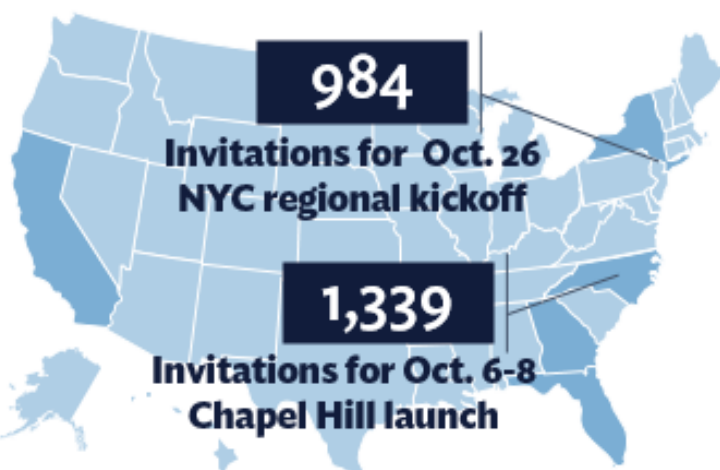 984
Invitations for Oct. 26
NYC regional kickoff
1,339
Invitations for Oct. 6-8
Chapel Hill launch